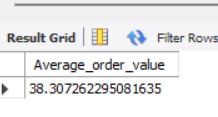 Result Grid Filter Rows
Average_order_value
38.307262295081635